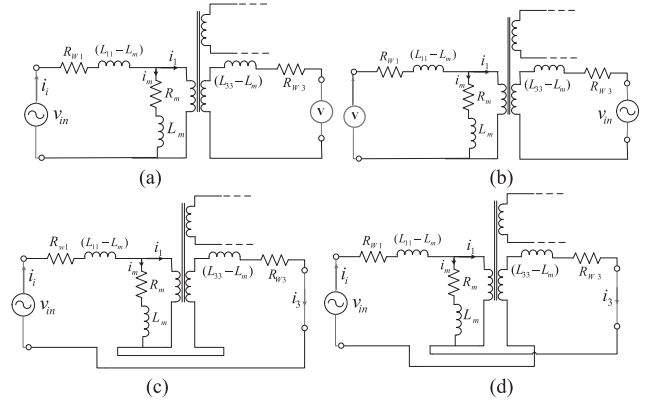 R_{W1} (L_{11}–L_m) i_1
i_i i_m (L_{33}–L_m)
R_m R_{W3}
v_{in} L_m V
(a)
R_{W1} (L_{11}–L_m) i_1
i_m (L_{33}–L_m)
R_m R_{W3}
V L_m v_{in}
(b)
R_{w1} (L_{11}–L_m) i_1
i_i i_m (L_{33}–L_m)
R_m R_{W3}
v_{in} L_m i_3
(c)
R_{W1} (L_{11}–L_m) i_1
i_i i_m (L_{33}–L_m)
R_m R_{W3}
v_{in} L_m i_3
(d)